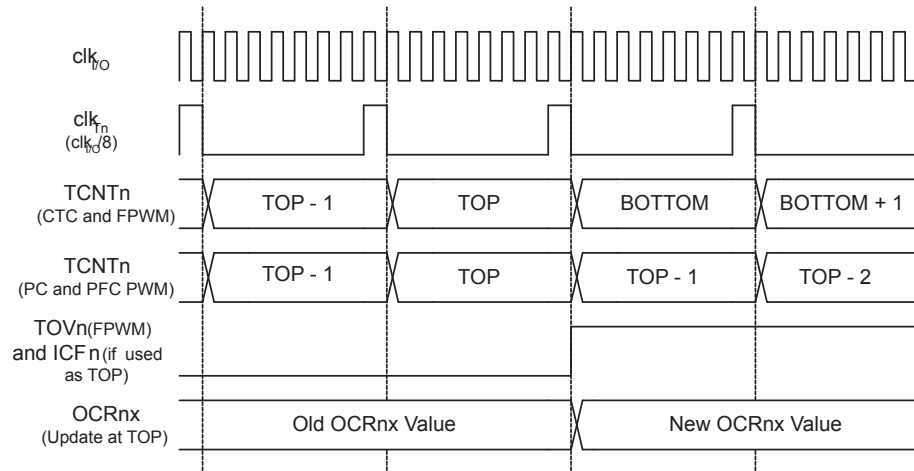 clkI/O
clkTn
(clkI/O/8)
TCNTn
(CTC and FPWM)
TOP - 1
TOP
BOTTOM
BOTTOM + 1
TCNTn
(PC and PFC PWM)
TOP - 1
TOP
TOP - 1
TOP - 2
TOVn(FPWM)
and ICFn(if used
as TOP)
OCRnx
(Update at TOP)
Old OCRnx Value
New OCRnx Value